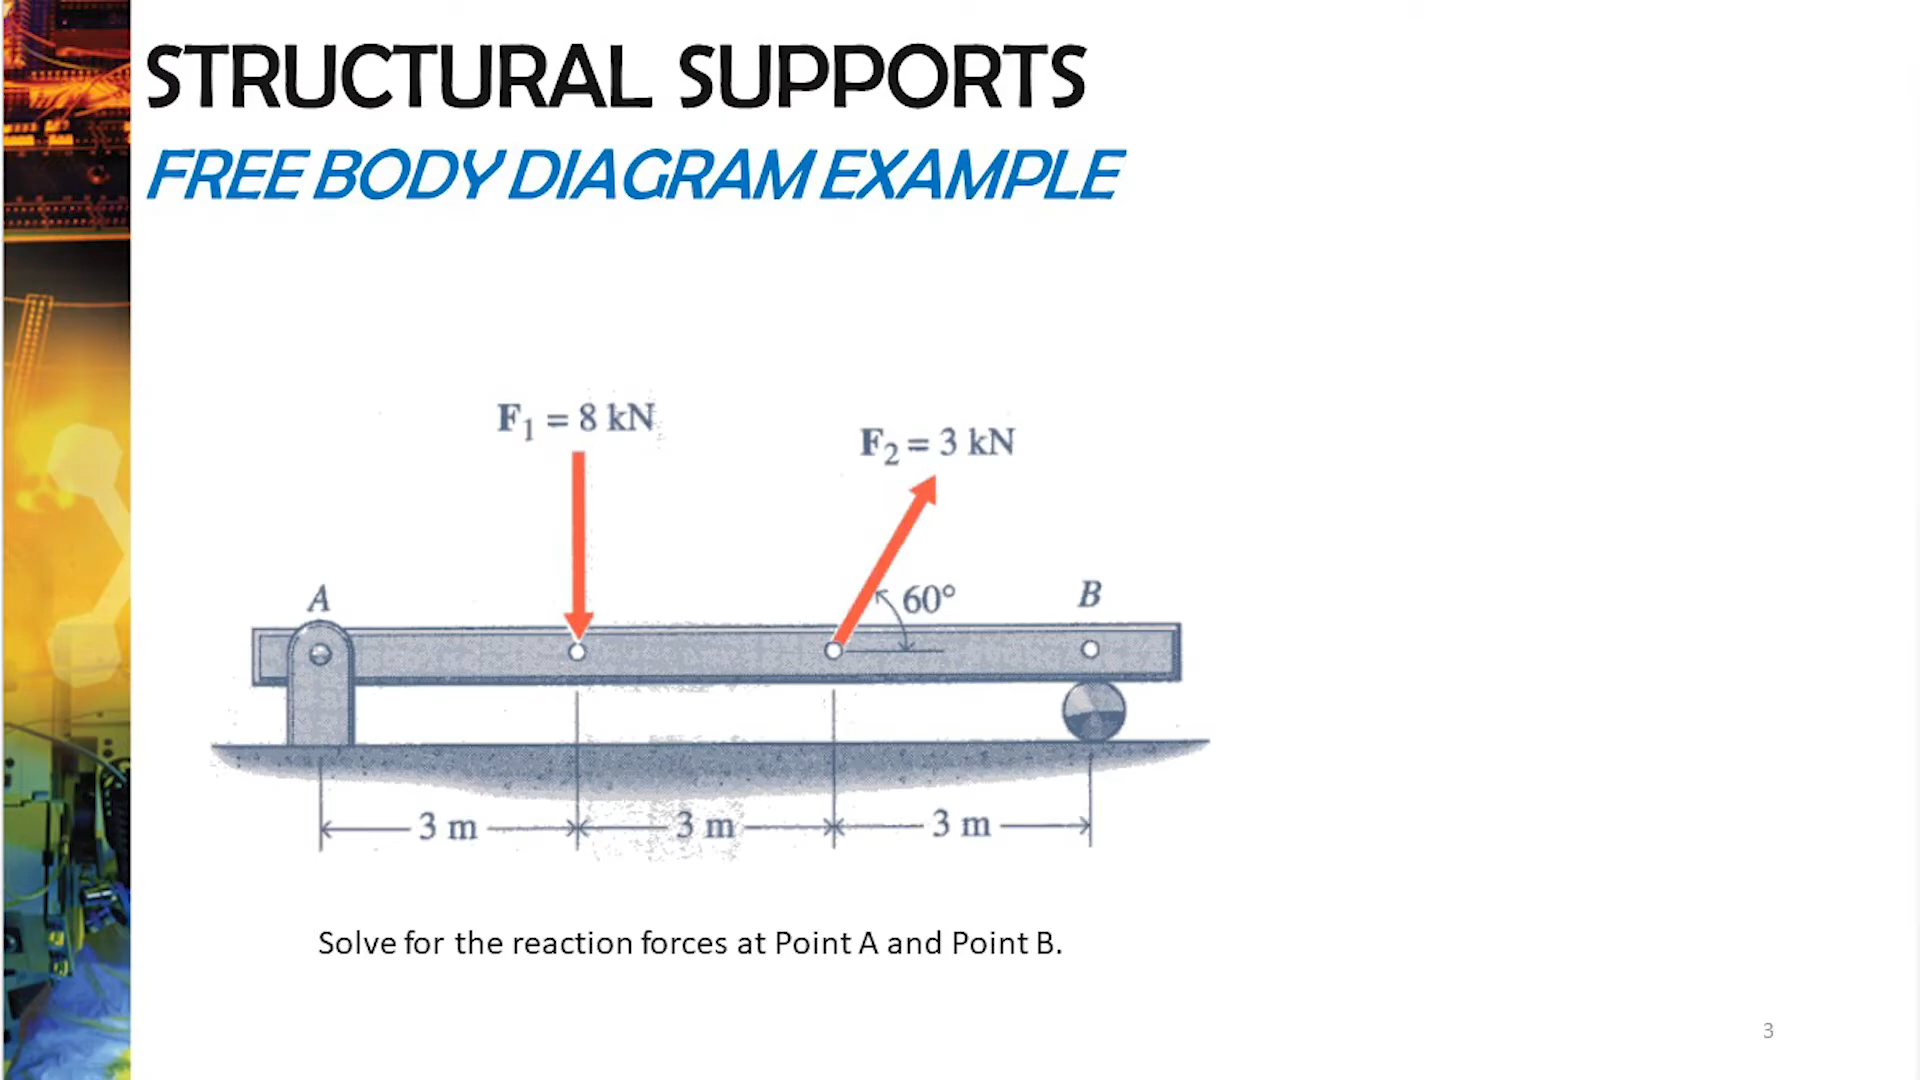 STRUCTURAL SUPPORTS
FREE BODY DIAGRAM EXAMPLE
F₁ = 8 kN
F₂ = 3 kN
A
60°
B
3 m
3 m
3 m
Solve for the reaction forces at Point A and Point B.
3